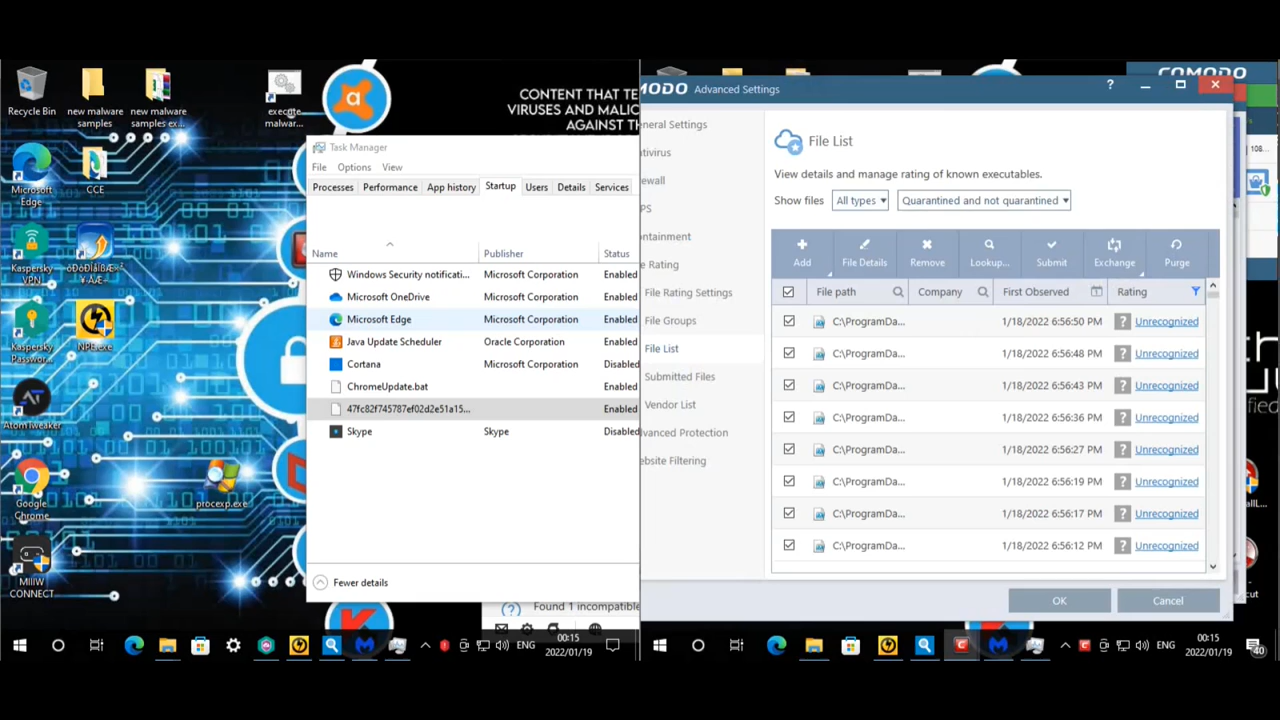 Recycle Bin
new malware
samples
new malware
samples ex...
execute
malwar...
CONTENT THAT TE
VIRUSES AND MALIC
AGAINST TH
Microsoft
Edge
CCE
Kaspersky
VPN
Kaspersky
Passwor...
NPE.exe
AtomTweaker
Google
Chrome
procexp.exe
MIIIW
CONNECT
Task Manager
File Options View
Processes Performance App history Startup Users Details Services
Name Publisher Status
Windows Security notificati... Microsoft Corporation Enabled
Microsoft OneDrive Microsoft Corporation Enabled
Microsoft Edge Microsoft Corporation Enabled
Java Update Scheduler Oracle Corporation Enabled
Cortana Microsoft Corporation Disabled
ChromeUpdate.bat Enabled
47fc82f745787ef02d2e51a15... Enabled
Skype Skype Disabled
Fewer details
Found 1 incompatible
ENG
00:15
2022/01/19
COMODO
MODO Advanced Settings
?
neral Settings
tivirus
ewall
PS
ntainment
e Rating
File Rating Settings
File Groups
File List
Submitted Files
Vendor List
dvanced Protection
ebsite Filtering
File List
View details and manage rating of known executables.
Show files All types Quarantined and not quarantined
Add File Details Remove Lookup... Submit Exchange Purge
File path Company First Observed Rating
C:\ProgramDa... 1/18/2022 6:56:50 PM ? Unrecognized
C:\ProgramDa... 1/18/2022 6:56:48 PM ? Unrecognized
C:\ProgramDa... 1/18/2022 6:56:43 PM ? Unrecognized
C:\ProgramDa... 1/18/2022 6:56:36 PM ? Unrecognized
C:\ProgramDa... 1/18/2022 6:56:27 PM ? Unrecognized
C:\ProgramDa... 1/18/2022 6:56:19 PM ? Unrecognized
C:\ProgramDa... 1/18/2022 6:56:17 PM ? Unrecognized
C:\ProgramDa... 1/18/2022 6:56:12 PM ? Unrecognized
OK Cancel
108...
ENG
00:15
2022/01/19
40